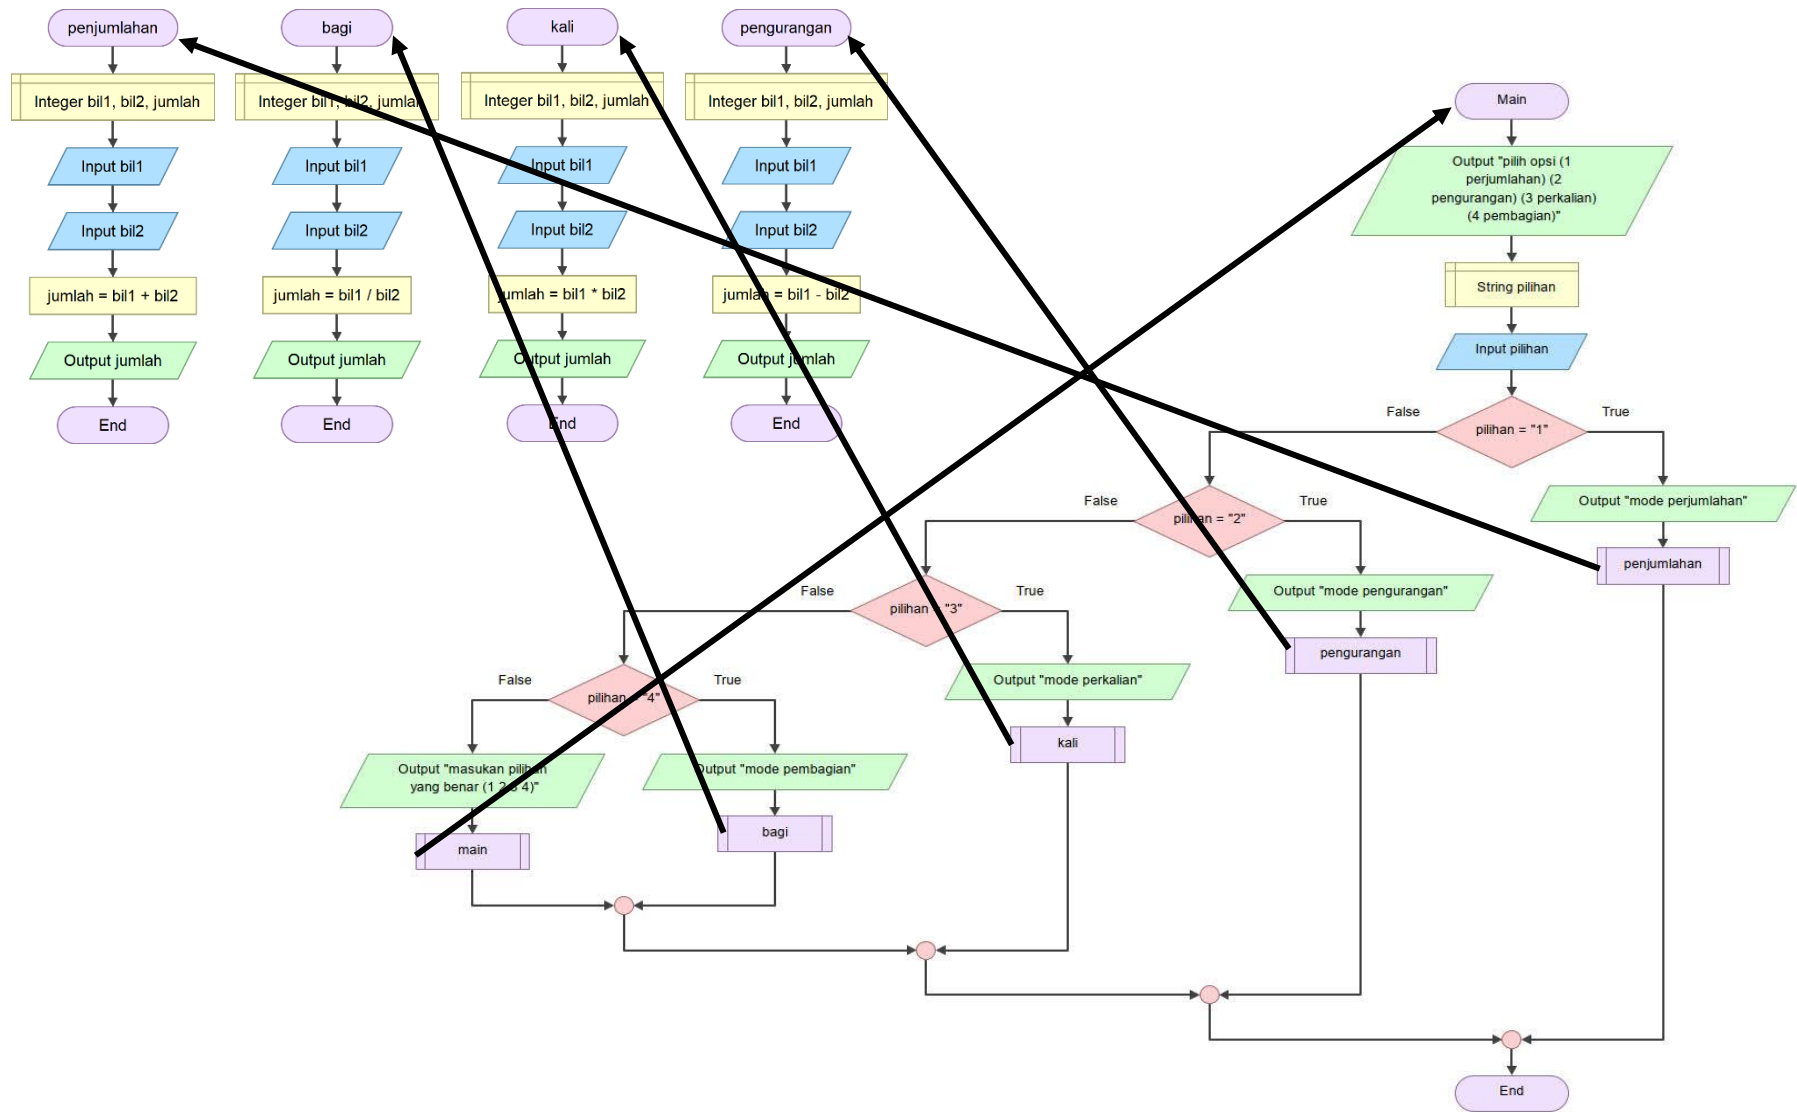 penjumlahan
Integer bil1, bil2, jumlah
Input bil1
Input bil2
jumlah = bil1 + bil2
Output jumlah
End
bagi
Integer bil1, bil2, jumlah
Input bil1
Input bil2
jumlah = bil1 / bil2
Output jumlah
End
kali
Integer bil1, bil2, jumlah
Input bil1
Input bil2
jumlah = bil1 * bil2
Output jumlah
End
pengurangan
Integer bil1, bil2, jumlah
Input bil1
Input bil2
jumlah = bil1 - bil2
Output jumlah
End
Main
Output "pilih opsi (1
perjumlahan) (2
pengurangan) (3 perkalian)
(4 pembagian)"
String pilihan
Input pilihan
False
pilihan = "1"
True
Output "mode perjumlahan"
penjumlahan
False
pilihan = "2"
True
Output "mode pengurangan"
pengurangan
False
pilihan = "3"
True
Output "mode perkalian"
kali
False
pilihan = "4"
True
Output "masukan pilihan
yang benar (1 2 3 4)"
main
Output "mode pembagian"
bagi
End